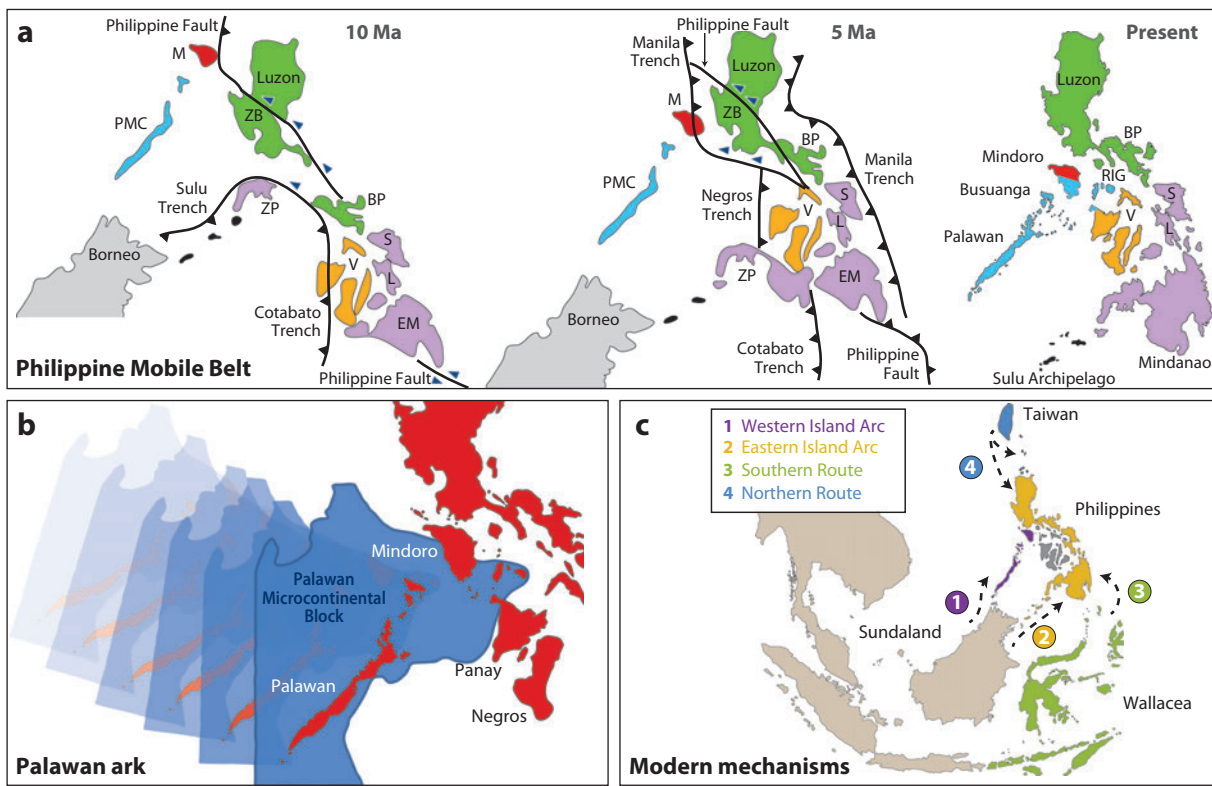 a
10 Ma
Philippine Fault
M
Luzon
ZB
PMC
Sulu
Trench
ZP
BP
Borneo
S
V
L
Cotabato
Trench
EM
Philippine Fault
Philippine Mobile Belt
5 Ma
Philippine Fault
Manila
Trench
Luzon
M
ZB
BP
PMC
Manila
Trench
Negros
Trench
S
V
L
ZP
EM
Borneo
Cotabato
Trench
Philippine
Fault
Present
Luzon
BP
Mindoro
RIG
Busuanga
S
V
Palawan
L
Mindanao
Sulu Archipelago
b
Mindoro
Palawan
Microcontinental
Block
Palawan
Panay
Negros
Palawan ark
c
1 Western Island Arc
2 Eastern Island Arc
3 Southern Route
4 Northern Route
Taiwan
4
Philippines
1
3
Sundaland
2
Wallacea
Modern mechanisms